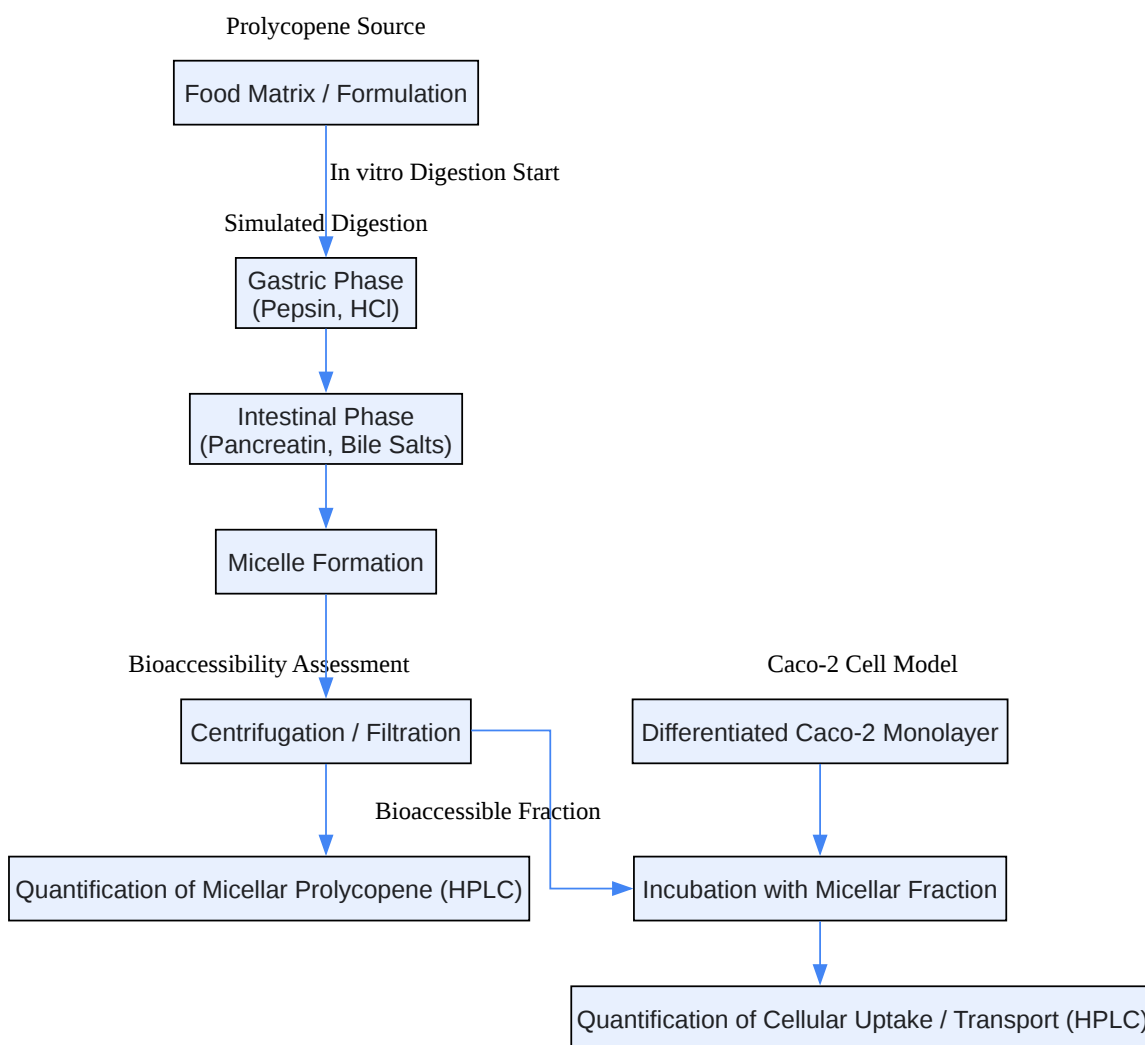 Prolycopene Source
Food Matrix / Formulation
In vitro Digestion Start
Simulated Digestion
Gastric Phase
(Pepsin, HCl)
Intestinal Phase
(Pancreatin, Bile Salts)
Micelle Formation
Bioaccessibility Assessment
Caco-2 Cell Model
Centrifugation / Filtration
Differentiated Caco-2 Monolayer
Bioaccessible Fraction
Quantification of Micellar Prolycopene (HPLC)
Incubation with Micellar Fraction
Quantification of Cellular Uptake / Transport (HPLC)